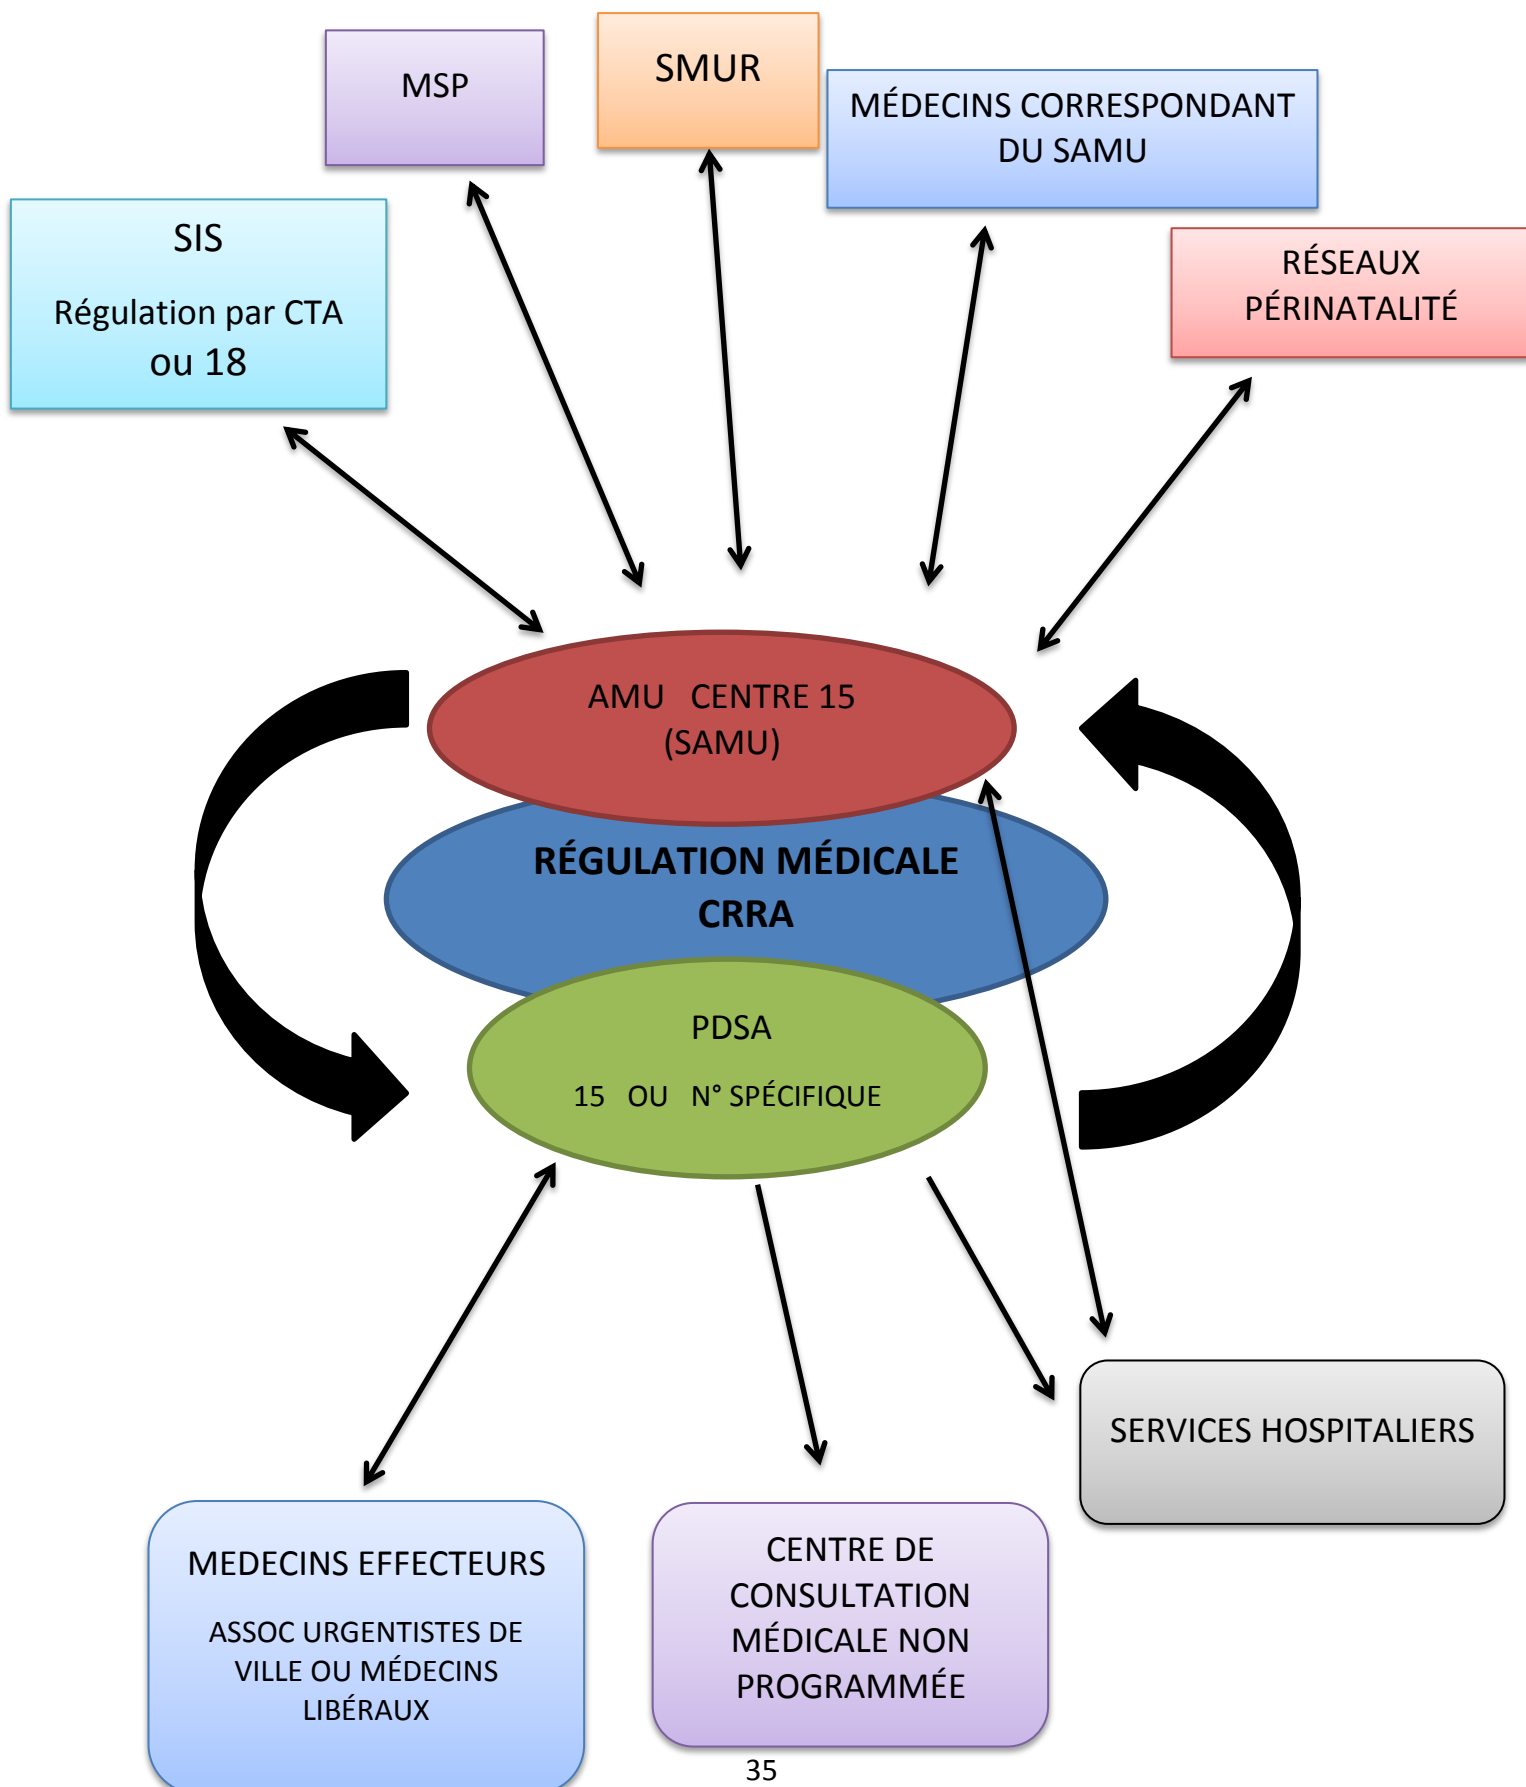 MSP
SMUR
MÉDECINS CORRESPONDANT
DU SAMU
SIS
Régulation par CTA
ou 18
RÉSEAUX
PÉRINATALITÉ
AMU CENTRE 15
(SAMU)
RÉGULATION MÉDICALE
CRRA
PDSA
15 OU N° SPÉCIFIQUE
SERVICES HOSPITALIERS
MEDECINS EFFECTEURS
ASSOC URGENTISTES DE
VILLE OU MÉDECINS
LIBÉRAUX
CENTRE DE
CONSULTATION
MÉDICALE NON
PROGRAMMÉE
35